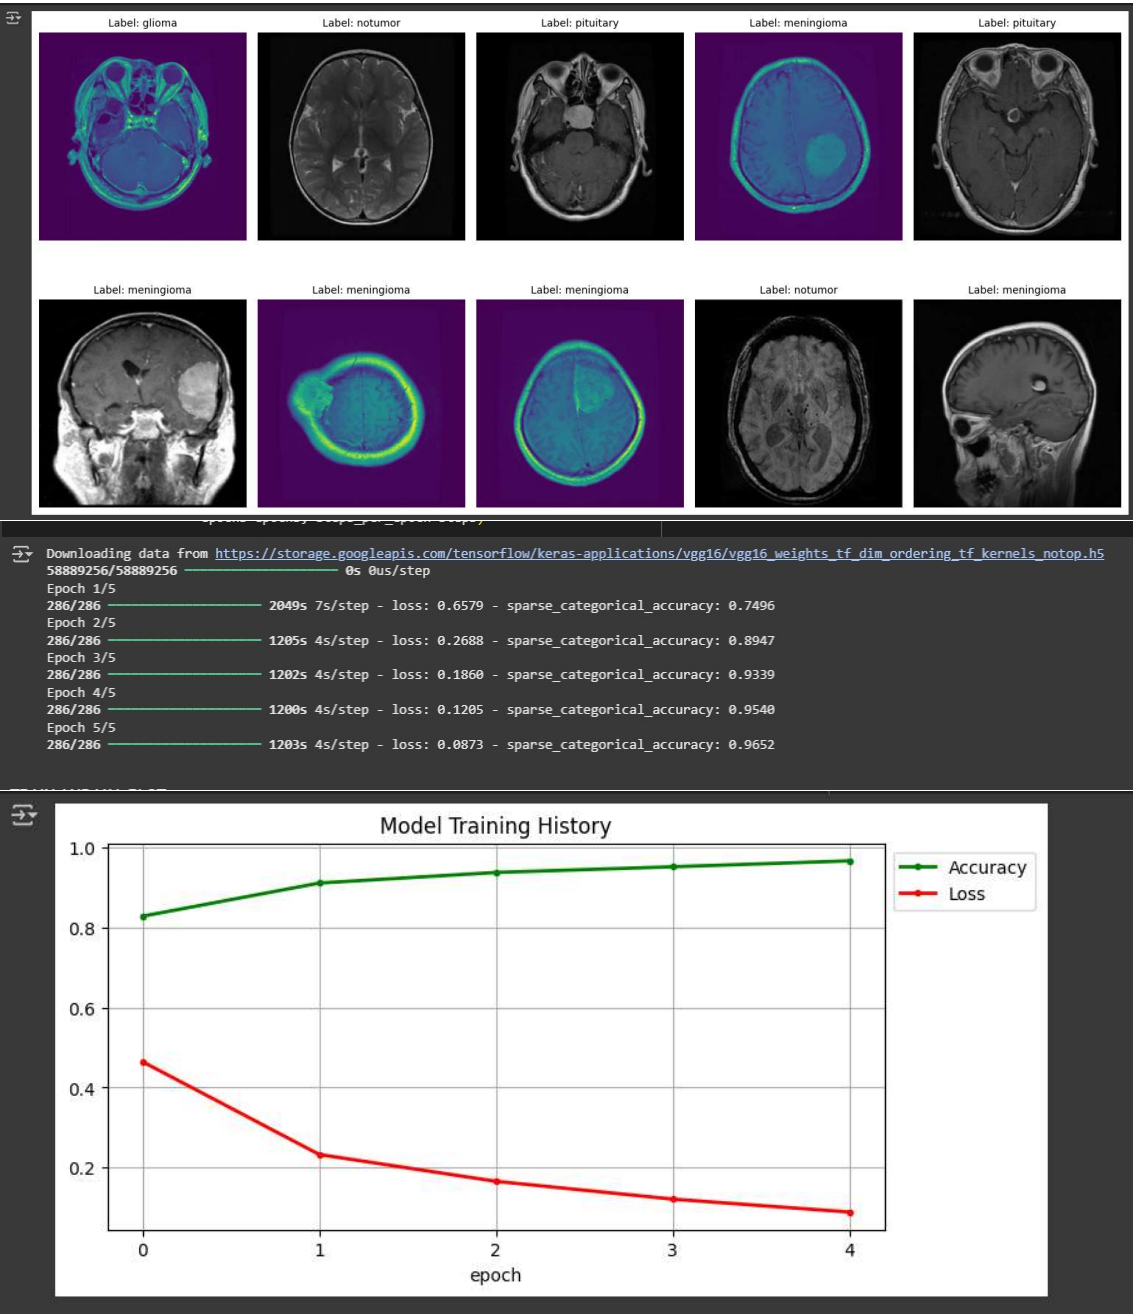 Label: glioma Label: notumor Label: pituitary Label: meningioma Label: pituitary
Label: meningioma Label: meningioma Label: meningioma Label: notumor Label: meningioma
Downloading data from https://storage.googleapis.com/tensorflow/keras-applications/vgg16/vgg16_weights_tf_dim_ordering_tf_kernels_notop.h5
58889256/58889256 0s 0us/step
Epoch 1/5
286/286 2049s 7s/step - loss: 0.6579 - sparse_categorical_accuracy: 0.7496
Epoch 2/5
286/286 1205s 4s/step - loss: 0.2688 - sparse_categorical_accuracy: 0.8947
Epoch 3/5
286/286 1202s 4s/step - loss: 0.1860 - sparse_categorical_accuracy: 0.9339
Epoch 4/5
286/286 1200s 4s/step - loss: 0.1205 - sparse_categorical_accuracy: 0.9540
Epoch 5/5
286/286 1203s 4s/step - loss: 0.0873 - sparse_categorical_accuracy: 0.9652
Model Training History
1.0
0.8
0.6
0.4
0.2
0 1 2 3 4
epoch
Accuracy
Loss